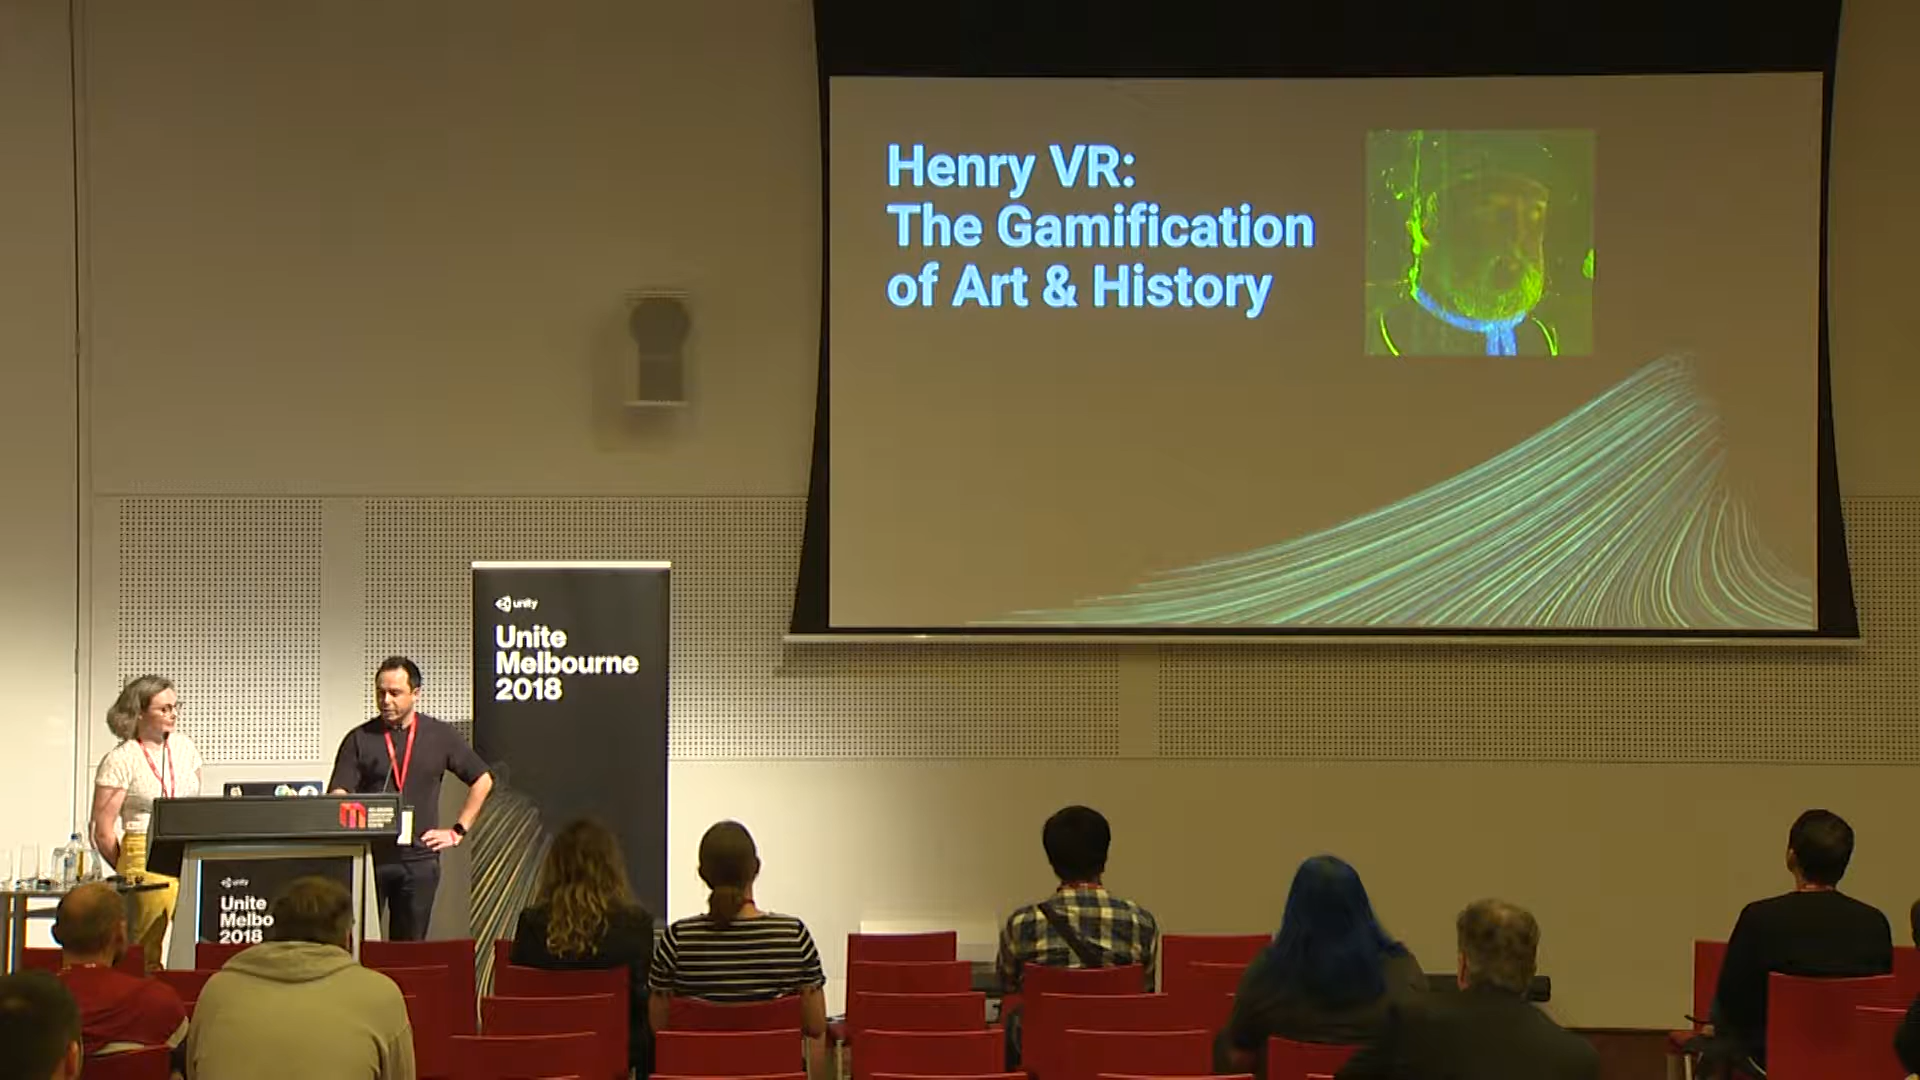 Henry VR:
The Gamification
of Art & History
unity
Unite
Melbourne
2018
unity
Unite
Melbo
2018